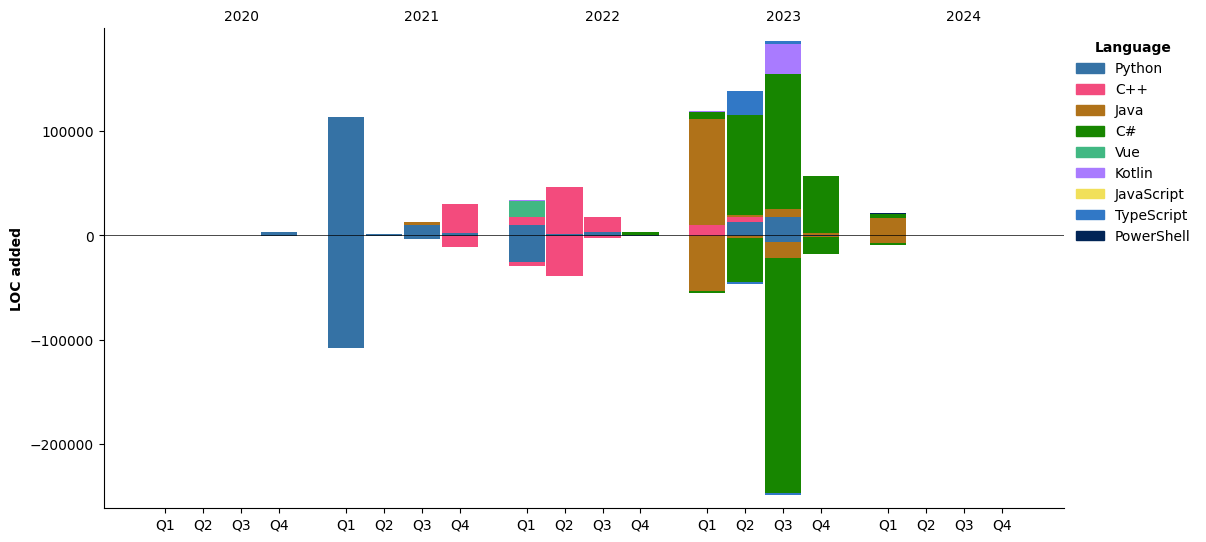 2020 2021 2022 2023 2024
Language
Python
C++
Java
C#
Vue
Kotlin
JavaScript
TypeScript
PowerShell
LOC added
100000
0
−100000
−200000
Q1 Q2 Q3 Q4 Q1 Q2 Q3 Q4 Q1 Q2 Q3 Q4 Q1 Q2 Q3 Q4 Q1 Q2 Q3 Q4